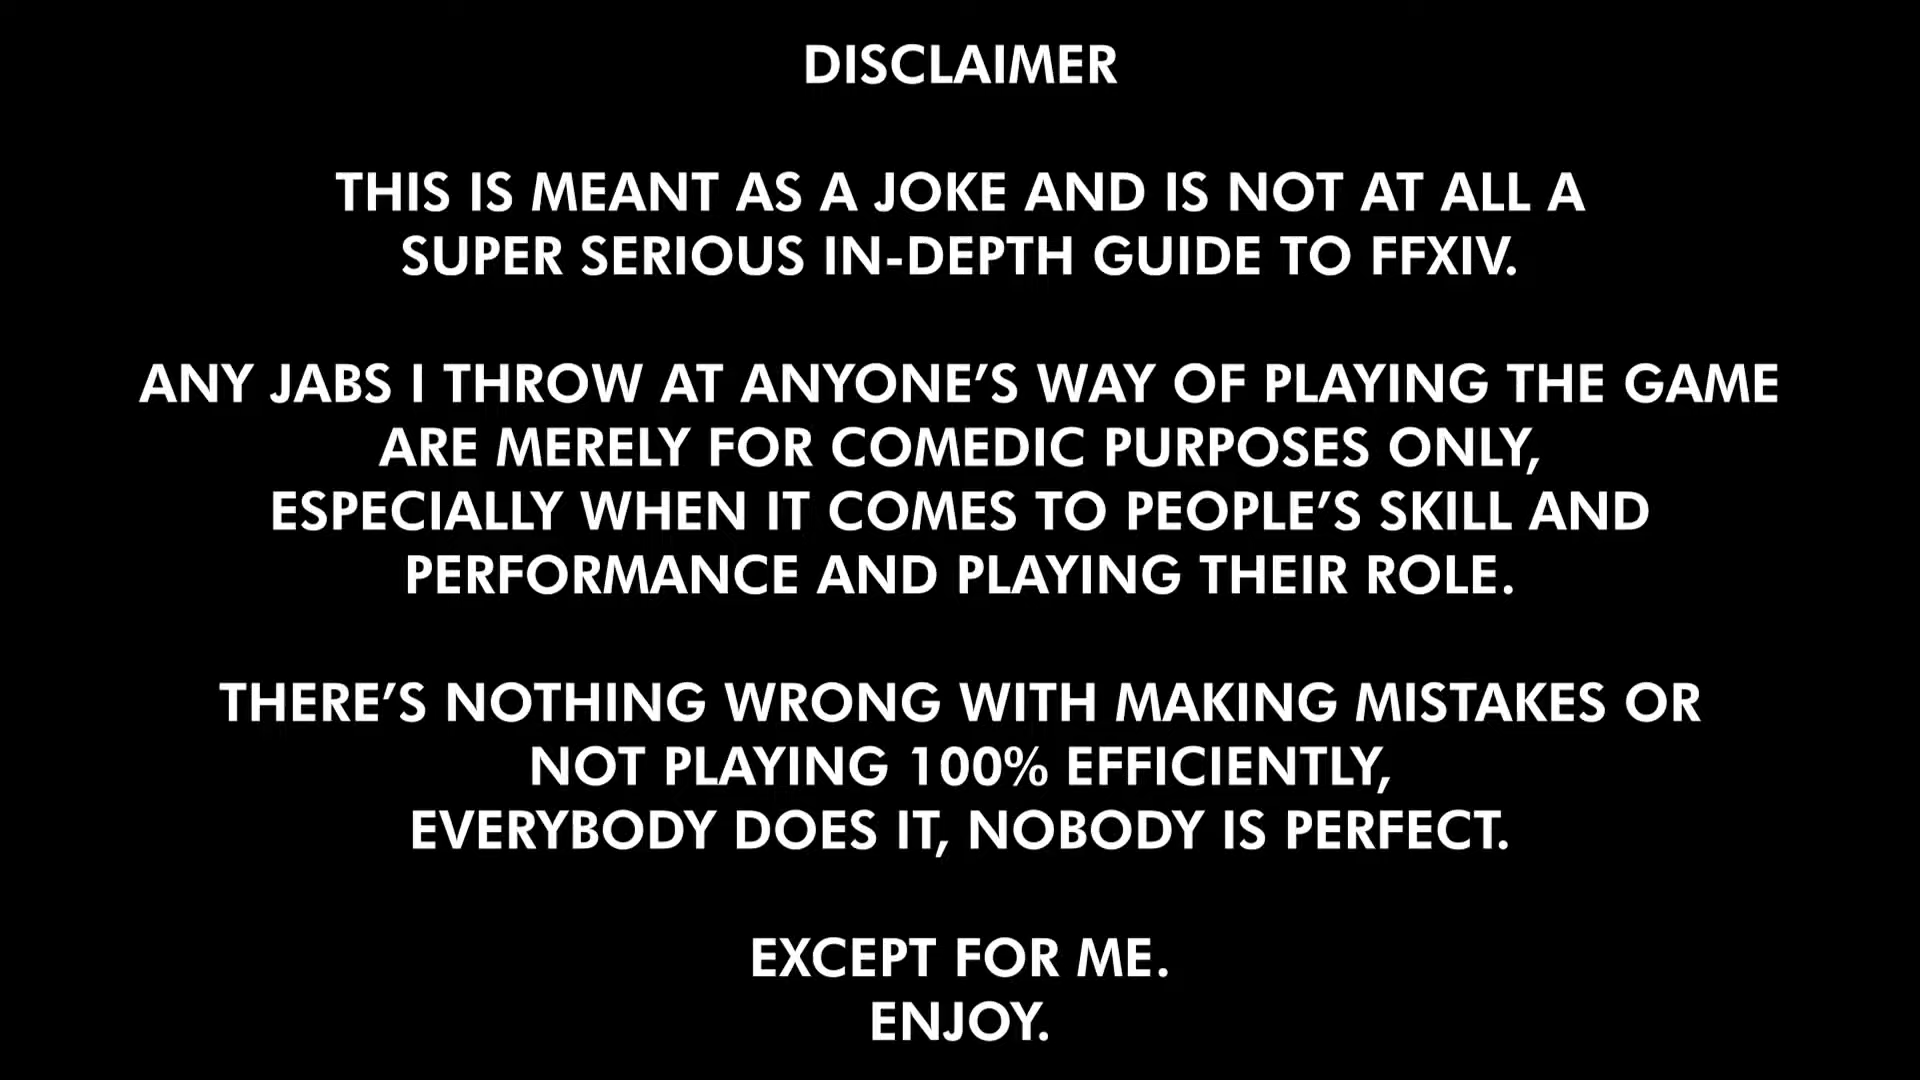 DISCLAIMER
THIS IS MEANT AS A JOKE AND IS NOT AT ALL A
SUPER SERIOUS IN-DEPTH GUIDE TO FFXIV.
ANY JABS I THROW AT ANYONE’S WAY OF PLAYING THE GAME
ARE MERELY FOR COMEDIC PURPOSES ONLY,
ESPECIALLY WHEN IT COMES TO PEOPLE’S SKILL AND
PERFORMANCE AND PLAYING THEIR ROLE.
THERE’S NOTHING WRONG WITH MAKING MISTAKES OR
NOT PLAYING 100% EFFICIENTLY,
EVERYBODY DOES IT, NOBODY IS PERFECT.
EXCEPT FOR ME.
ENJOY.